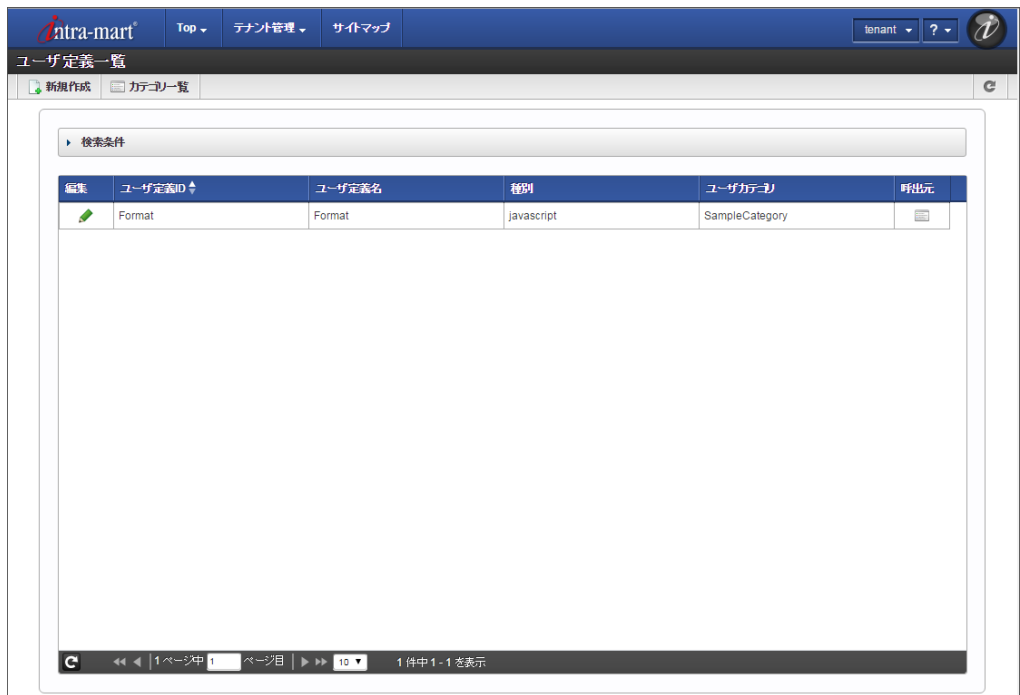 intra-mart® Top テナント管理 サイトマップ tenant ?
ユーザ定義一覧
新規作成 カテゴリ一覧
検索条件
編集 ユーザ定義ID ユーザ定義名 種別 ユーザカテゴリ 呼出元
Format Format javascript SampleCategory
1 ページ中 1 ページ目 10 1 件中 1 - 1 を表示